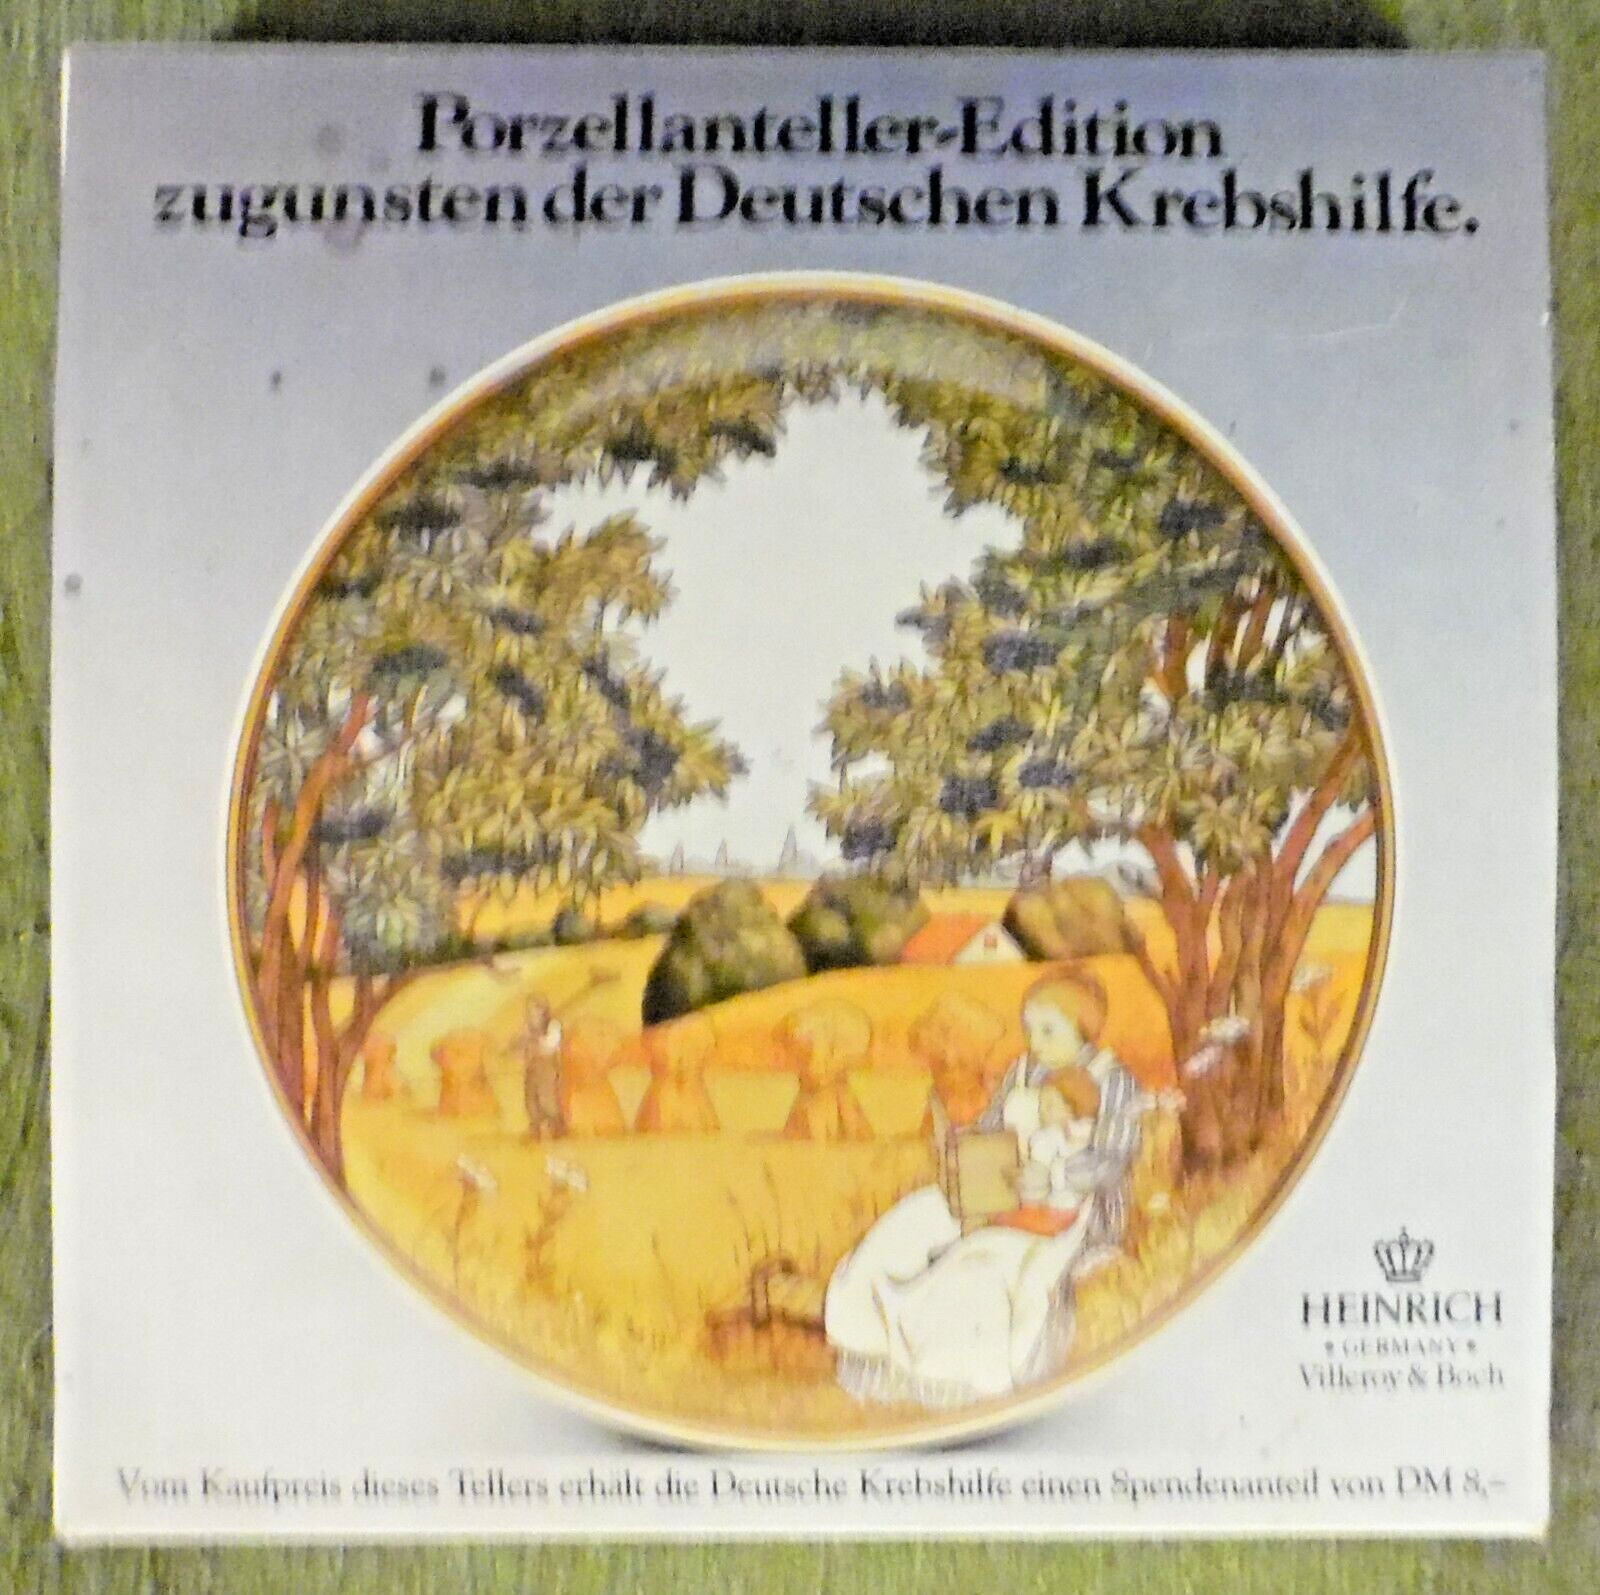 Porzellanteller-Edition
zugunsten der Deutschen Krebshilfe.
HEINRICH
* GERMANY *
Villeroy & Boch
Vom Kaufpreis dieses Tellers erhält die Deutsche Krebshilfe einen Spendenanteil von DM 8,-